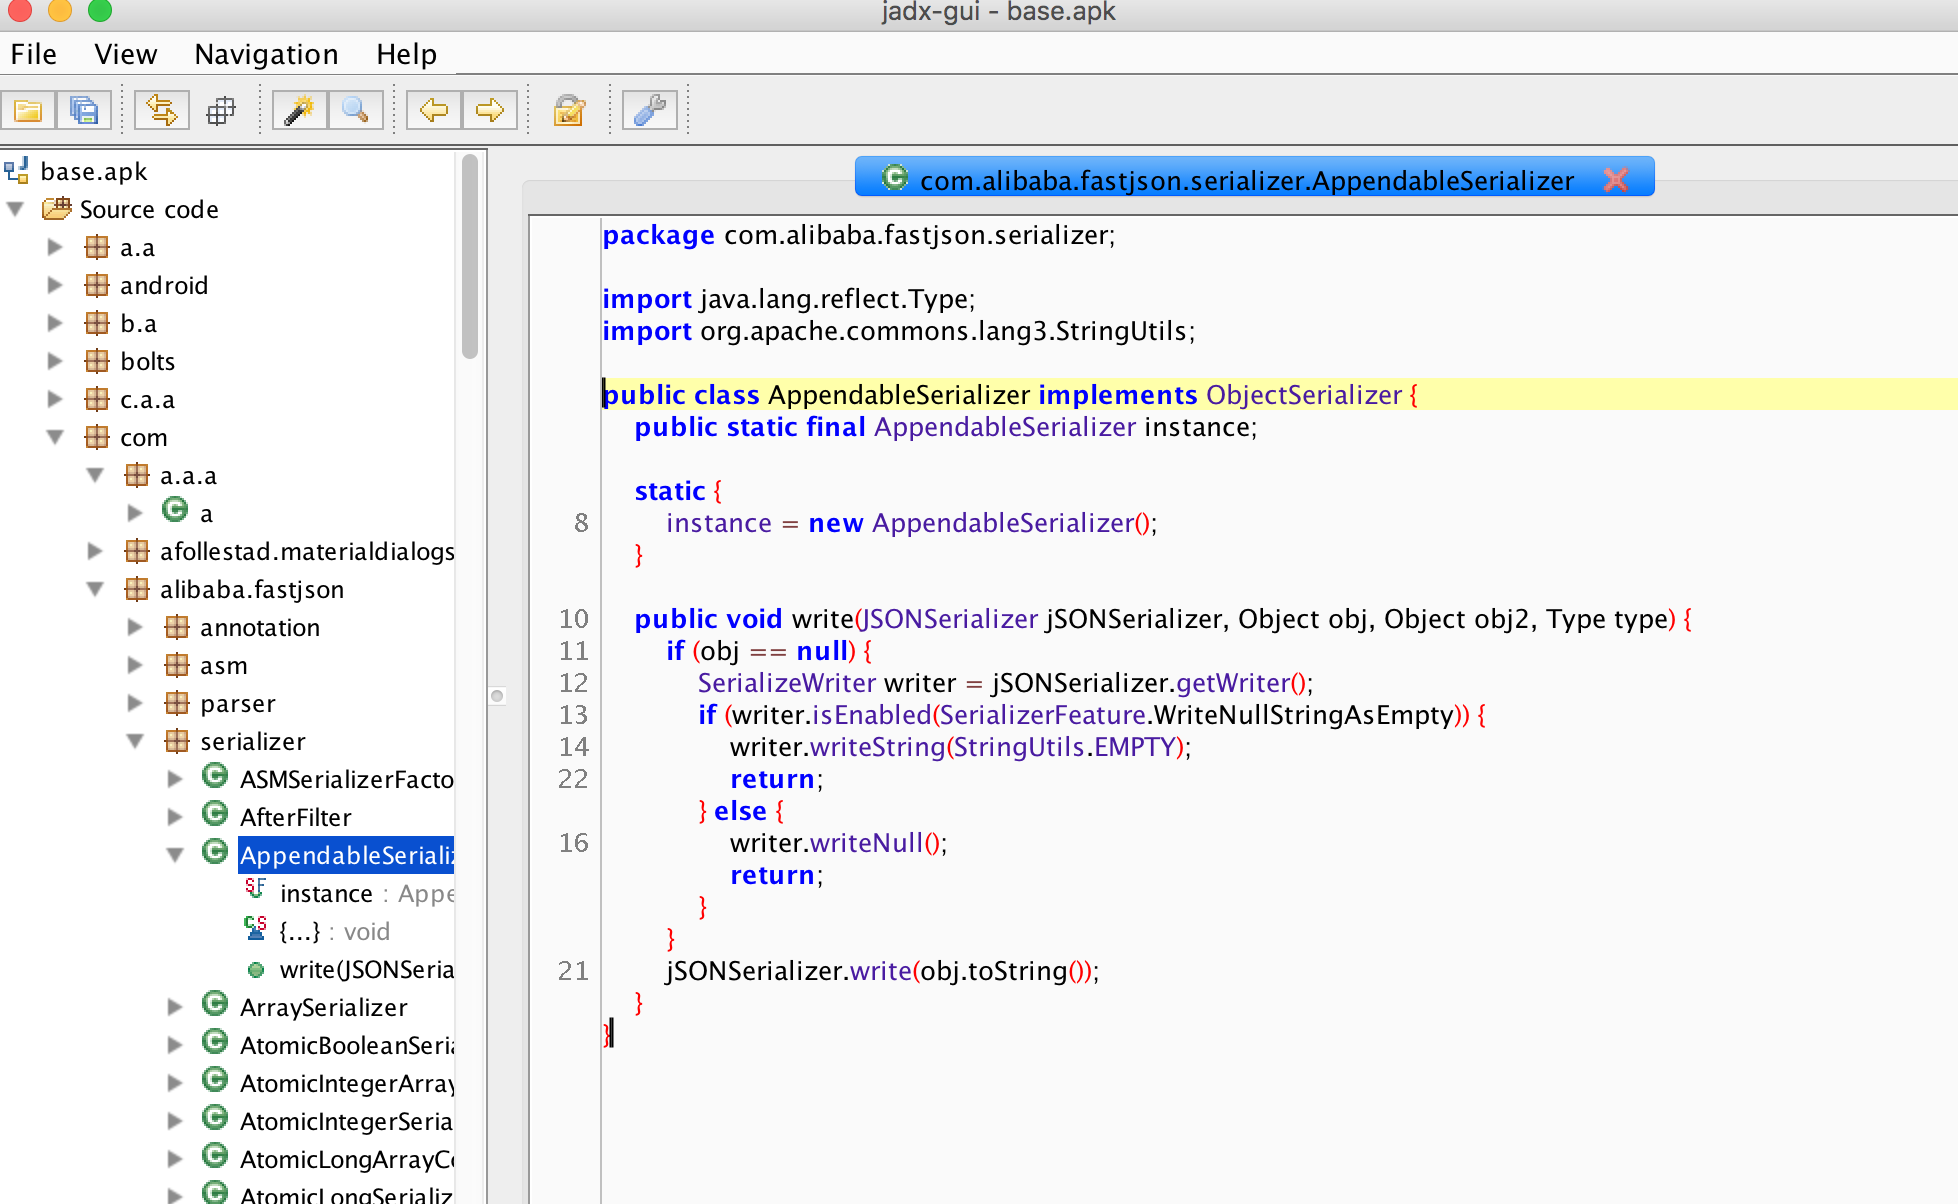 jadx-gui - base.apk
File View Navigation Help
base.apk
Source code
a.a
android
b.a
bolts
c.a.a
com
a.a.a
a
afollestad.materialdialogs
alibaba.fastjson
annotation
asm
parser
serializer
ASMSerializerFacto
AfterFilter
AppendableSerializ
instance : Appe
{...} : void
write(JSONSeria
ArraySerializer
AtomicBooleanSeria
AtomicIntegerArray
AtomicIntegerSeria
AtomicLongArrayCo
AtomicLongSerializ
com.alibaba.fastjson.serializer.AppendableSerializer
package com.alibaba.fastjson.serializer;
import java.lang.reflect.Type;
import org.apache.commons.lang3.StringUtils;
public class AppendableSerializer implements ObjectSerializer {
public static final AppendableSerializer instance;
static {
8 instance = new AppendableSerializer();
}
10 public void write(JSONSerializer jSONSerializer, Object obj, Object obj2, Type type) {
11 if (obj == null) {
12 SerializeWriter writer = jSONSerializer.getWriter();
13 if (writer.isEnabled(SerializerFeature.WriteNullStringAsEmpty)) {
14 writer.writeString(StringUtils.EMPTY);
22 return;
} else {
16 writer.writeNull();
return;
}
}
21 jSONSerializer.write(obj.toString());
}
}